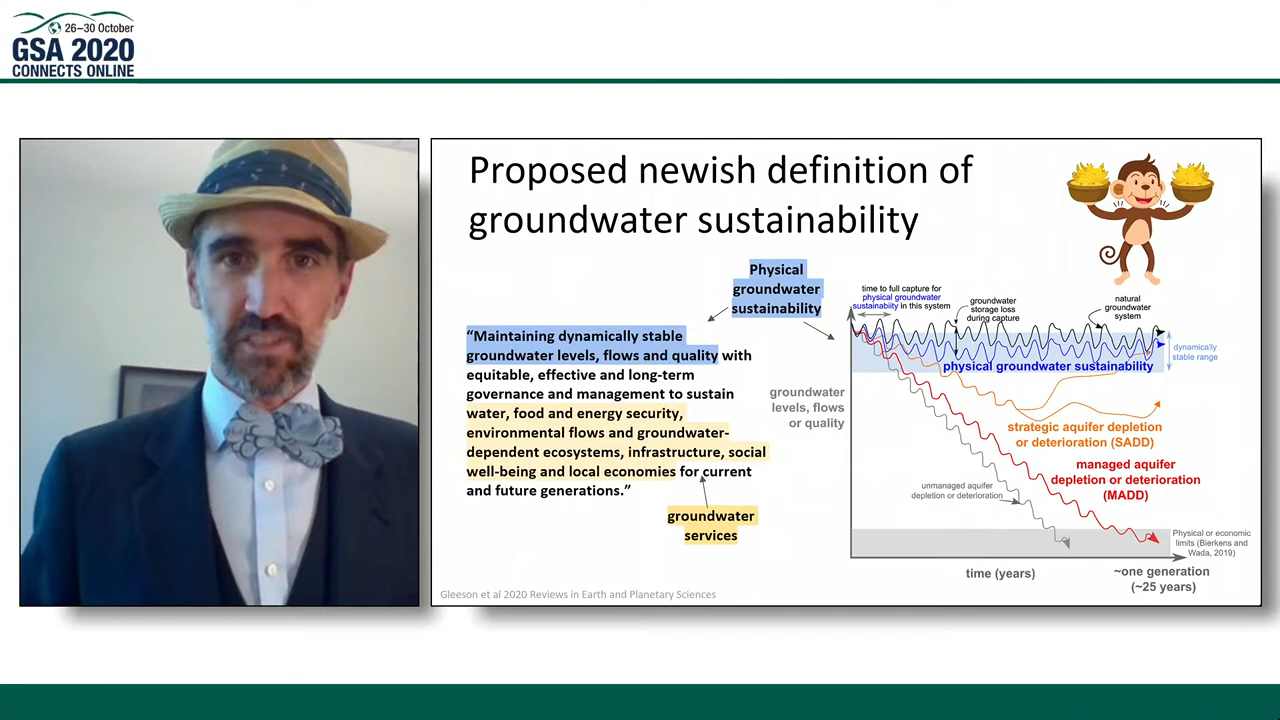 26–30 October
GSA 2020
CONNECTS ONLINE
Proposed newish definition of
groundwater sustainability
Physical
groundwater
sustainability
“Maintaining dynamically stable
groundwater levels, flows and quality with
equitable, effective and long-term
governance and management to sustain
water, food and energy security,
environmental flows and groundwater-
dependent ecosystems, infrastructure, social
well-being and local economies for current
and future generations.”
groundwater
services
Gleeson et al 2020 Reviews in Earth and Planetary Sciences
time to full capture for
physical groundwater
sustainabiity in this system
groundwater
storage loss
during capture
natural
groundwater
system
dynamically
stable range
physical groundwater sustainability
groundwater
levels, flows
or quality
strategic aquifer depletion
or deterioration (SADD)
managed aquifer
depletion or deterioration
(MADD)
unmanaged aquifer
depletion or deterioration
Physical or economic
limits (Bierkens and
Wada, 2019)
time (years)
~one generation
(~25 years)